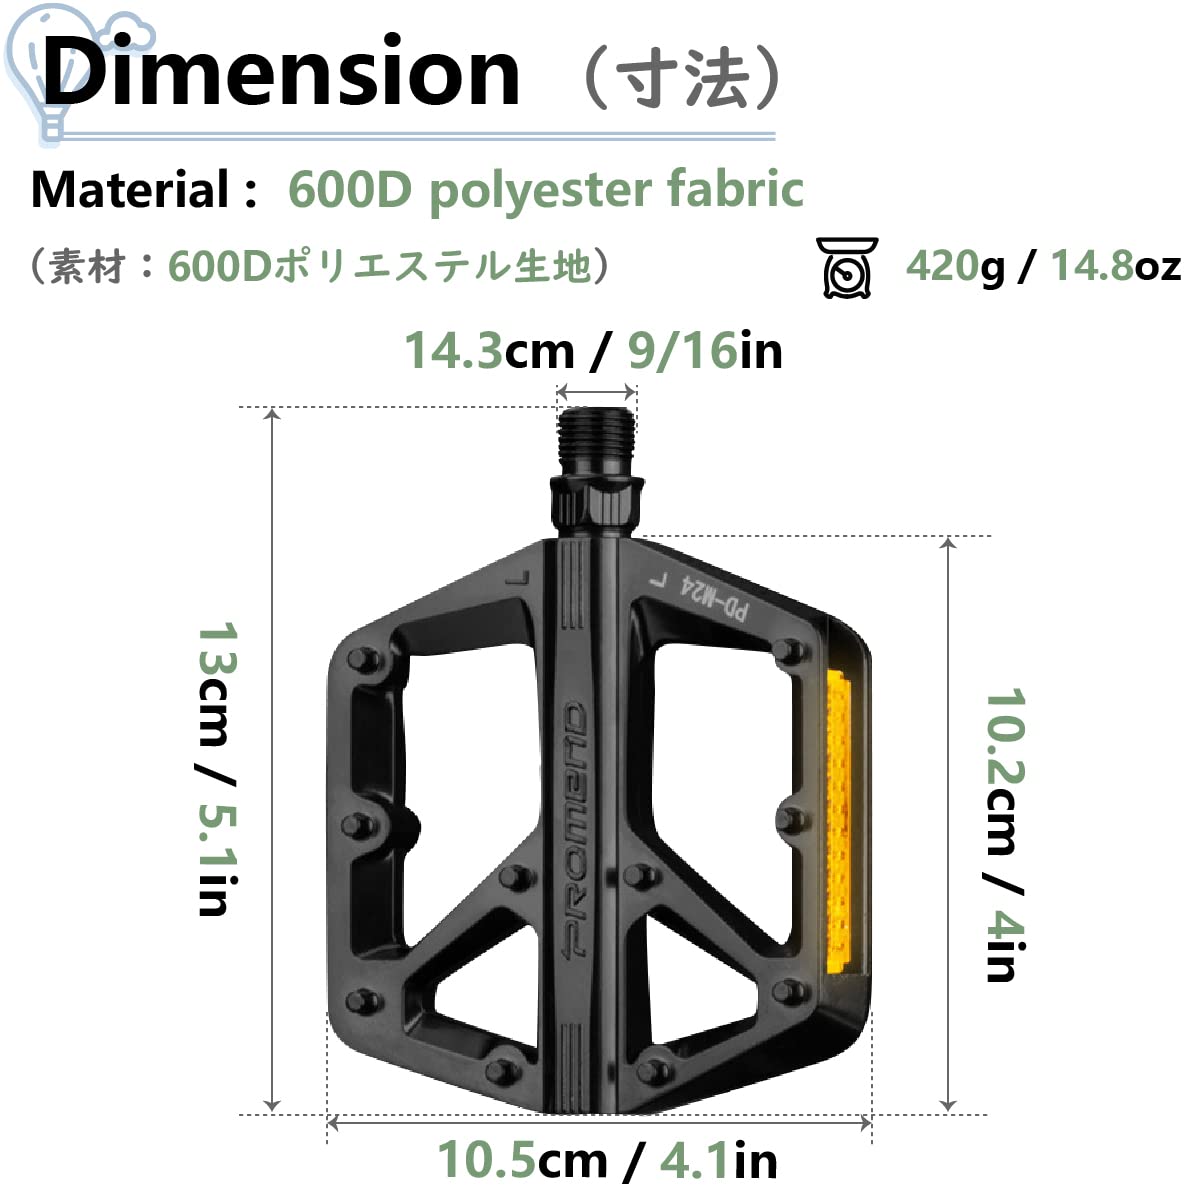 Dimension （寸法）
Material： 600D polyester fabric
（素材：600Dポリエステル生地）
420g / 14.8oz
14.3cm / 9/16in
L
PD-M24 L
PROMEND
13cm / 5.1in
10.2cm / 4in
10.5cm / 4.1in